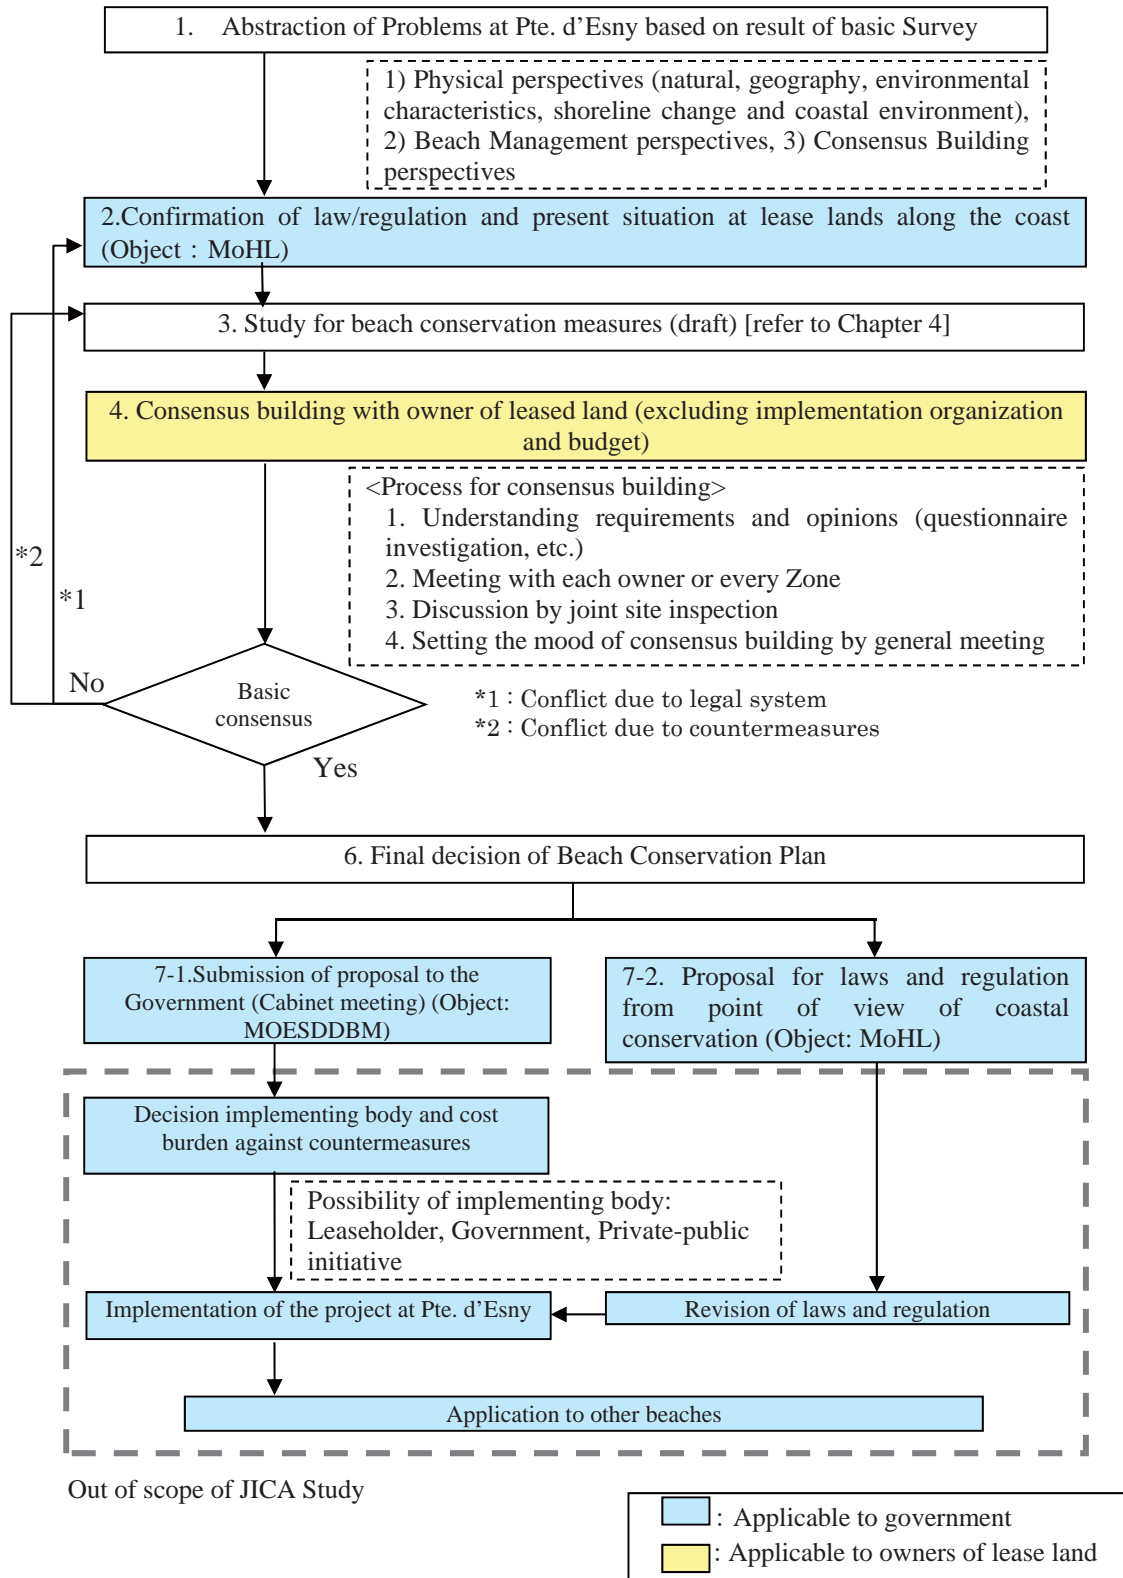 1. Abstraction of Problems at Pte. d’Esny based on result of basic Survey
1) Physical perspectives (natural, geography, environmental
characteristics, shoreline change and coastal environment),
2) Beach Management perspectives, 3) Consensus Building
perspectives
2.Confirmation of law/regulation and present situation at lease lands along the coast
(Object : MoHL)
3. Study for beach conservation measures (draft) [refer to Chapter 4]
4. Consensus building with owner of leased land (excluding implementation organization
and budget)
<Process for consensus building>
1. Understanding requirements and opinions (questionnaire
investigation, etc.)
2. Meeting with each owner or every Zone
3. Discussion by joint site inspection
4. Setting the mood of consensus building by general meeting
*2
*1
No
Basic
consensus
*1 : Conflict due to legal system
*2 : Conflict due to countermeasures
Yes
6. Final decision of Beach Conservation Plan
7-1.Submission of proposal to the
Government (Cabinet meeting) (Object:
MOESDDBM)
7-2. Proposal for laws and regulation
from point of view of coastal
conservation (Object: MoHL)
Decision implementing body and cost
burden against countermeasures
Possibility of implementing body:
Leaseholder, Government, Private-public
initiative
Implementation of the project at Pte. d’Esny
Revision of laws and regulation
Application to other beaches
Out of scope of JICA Study
: Applicable to government
: Applicable to owners of lease land